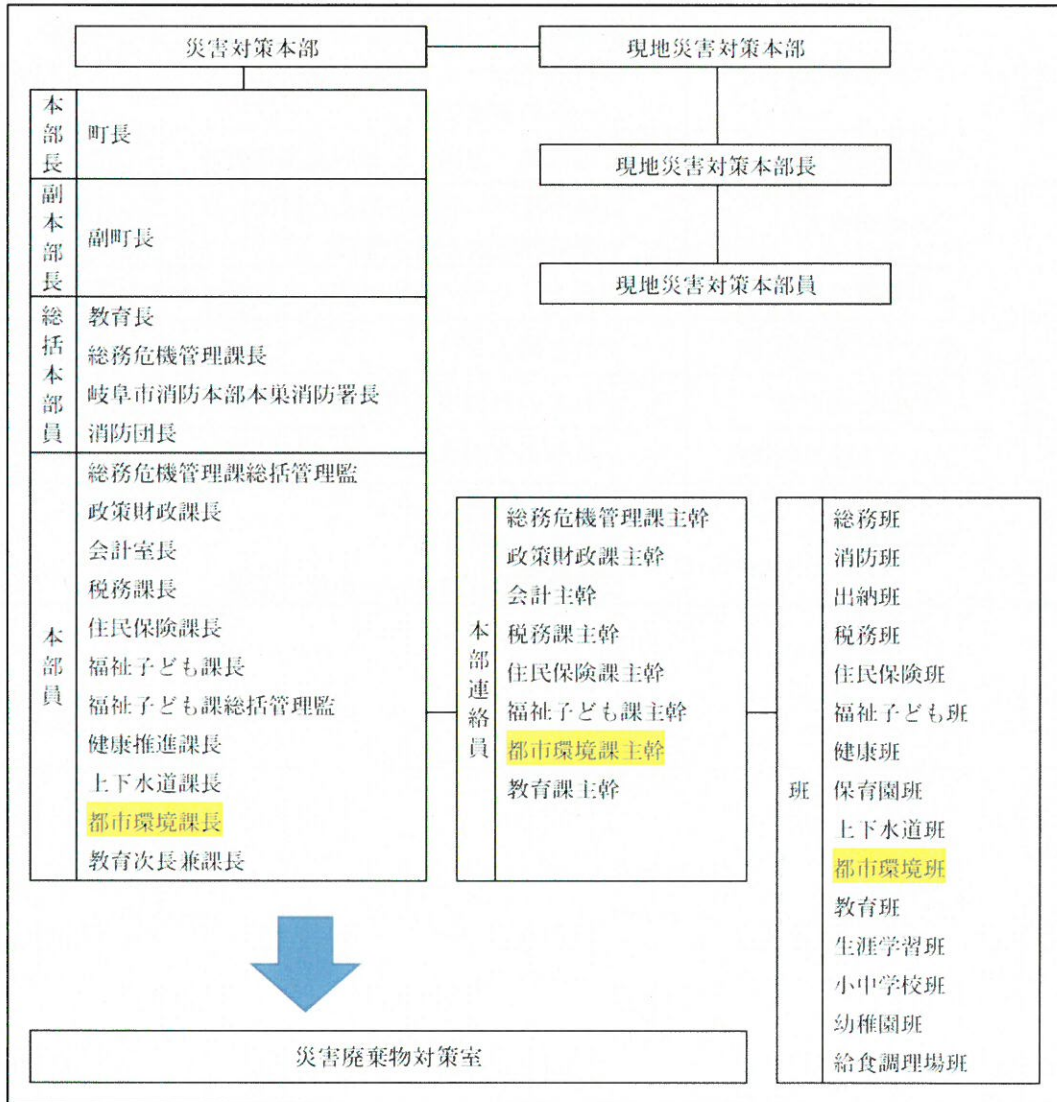 災害対策本部
現地災害対策本部
本部長
町長
現地災害対策本部長
副本部長
副町長
現地災害対策本部員
総括本部員
教育長
総務危機管理課長
岐阜市消防本部本巣消防署長
消防団長
本部員
総務危機管理課総括管理監
政策財政課長
会計室長
税務課長
住民保険課長
福祉子ども課長
福祉子ども課総括管理監
健康推進課長
上下水道課長
都市環境課長
教育次長兼課長
本部連絡員
総務危機管理課主幹
政策財政課主幹
会計主幹
税務課主幹
住民保険課主幹
福祉子ども課主幹
都市環境課主幹
教育課主幹
班
総務班
消防班
出納班
税務班
住民保険班
福祉子ども班
健康班
保育園班
上下水道班
都市環境班
教育班
生涯学習班
小中学校班
幼稚園班
給食調理場班
災害廃棄物対策室